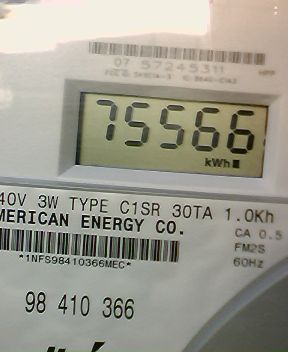 07 57245311
75566
kWh
40V 3W TYPE C1SR 30TA 1.0Kh
MERICAN ENERGY CO.
CA 0.5
FM2S
*1NFS98410366MEC*
60Hz
98 410 366